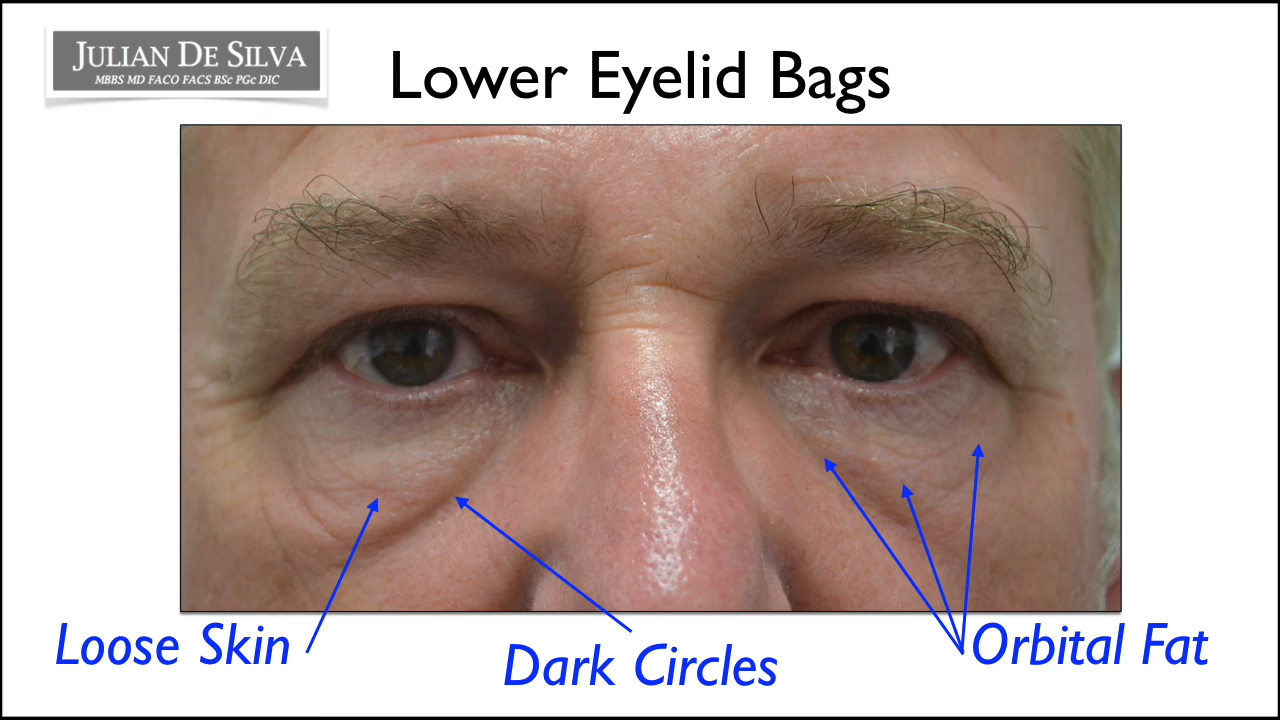 JULIAN DE SILVA
MBBS MD FACO FACS BSc PGc DIC
Lower Eyelid Bags
Loose Skin
Dark Circles
Orbital Fat